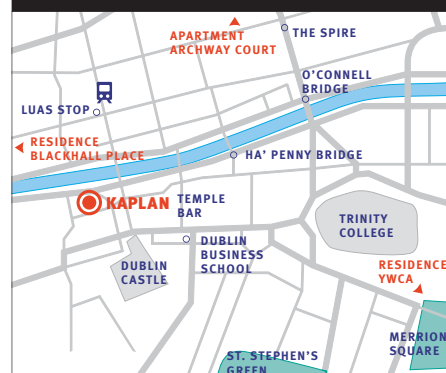 THE SPIRE
APARTMENT
ARCHWAY COURT
O'CONNELL
BRIDGE
LUAS STOP
RESIDENCE
BLACKHALL PLACE
HA' PENNY BRIDGE
KAPLAN
TEMPLE
BAR
TRINITY
COLLEGE
DUBLIN
BUSINESS
SCHOOL
DUBLIN
CASTLE
RESIDENCE
YWCA
MERRION
SQUARE
ST. STEPHEN'S
GREEN